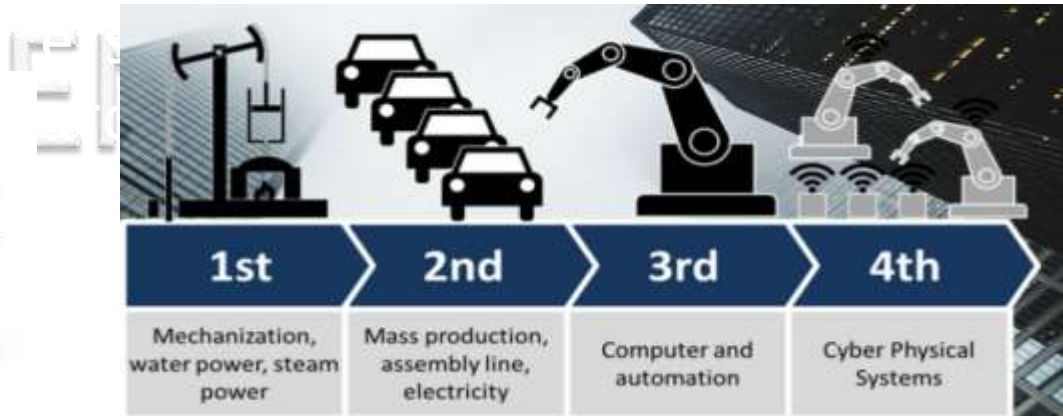 1st
2nd
3rd
4th
Mechanization,
water power, steam
power
Mass production,
assembly line,
electricity
Computer and
automation
Cyber Physical
Systems